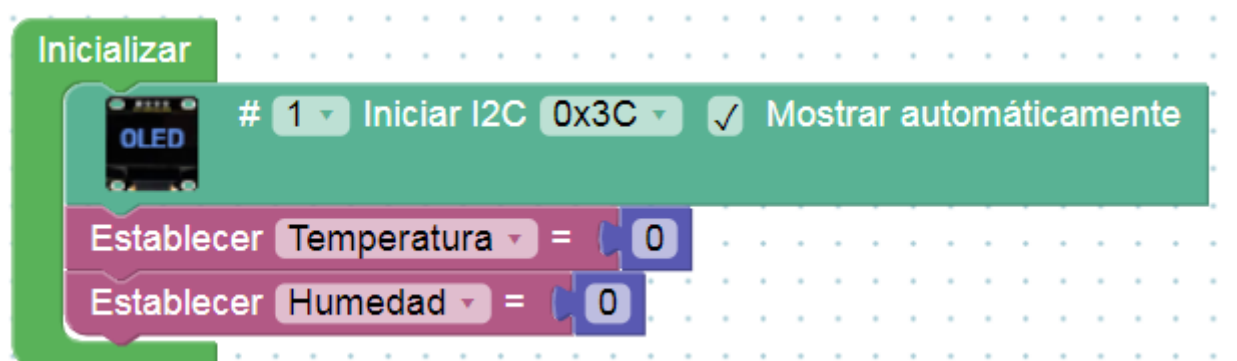 Inicializar
OLED # 1 Iniciar I2C 0x3C ✓ Mostrar automáticamente
Establecer Temperatura = 0
Establecer Humedad = 0